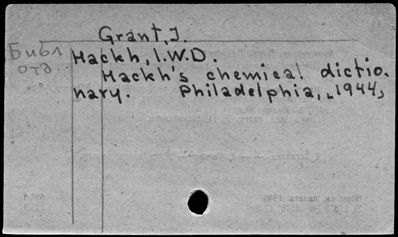 Grant, J.
Библ
отд.
Hackh, I.W.D.
Hackh's chemical dictio-
nary. Philadelphia, 1944,